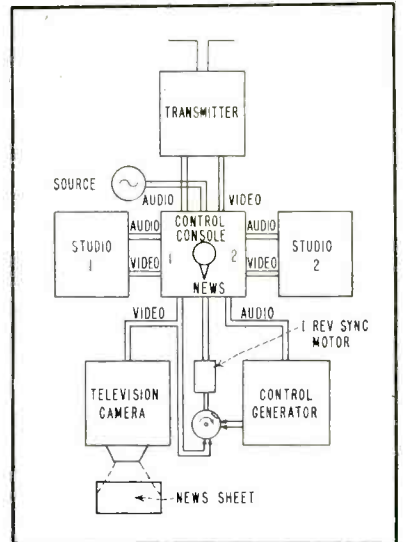 TRANSMITTER
SOURCE
AUDIO
VIDEO
STUDIO
1
AUDIO
VIDEO
CONTROL
CONSOLE
1
2
NEWS
AUDIO
VIDEO
STUDIO
2
VIDEO
AUDIO
1 REV SYNC
MOTOR
TELEVISION
CAMERA
CONTROL
GENERATOR
NEWS SHEET